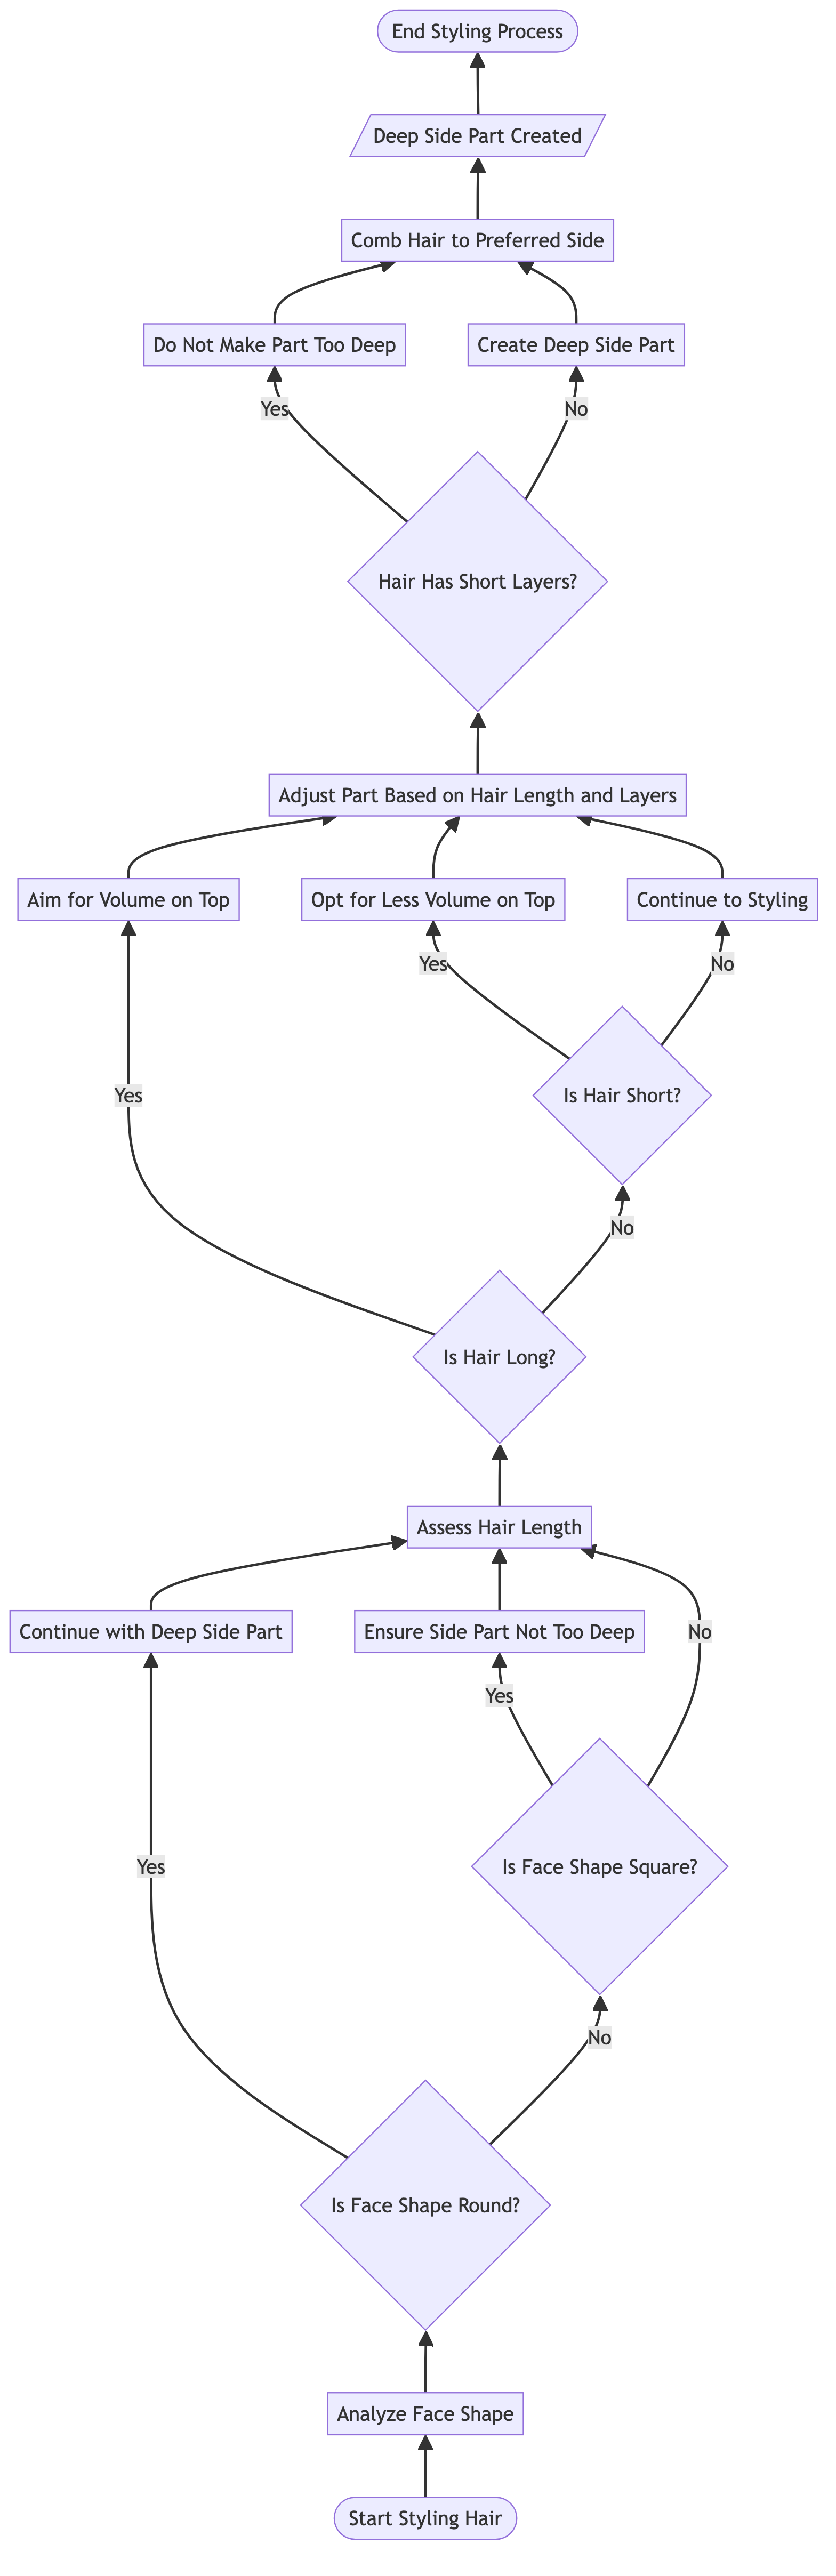 End Styling Process
Deep Side Part Created
Comb Hair to Preferred Side
Do Not Make Part Too Deep
Create Deep Side Part
Yes
No
Hair Has Short Layers?
Adjust Part Based on Hair Length and Layers
Aim for Volume on Top
Opt for Less Volume on Top
Continue to Styling
Yes
No
Is Hair Short?
Yes
No
Is Hair Long?
Assess Hair Length
Continue with Deep Side Part
Ensure Side Part Not Too Deep
No
Yes
Is Face Shape Square?
Yes
No
Is Face Shape Round?
Analyze Face Shape
Start Styling Hair